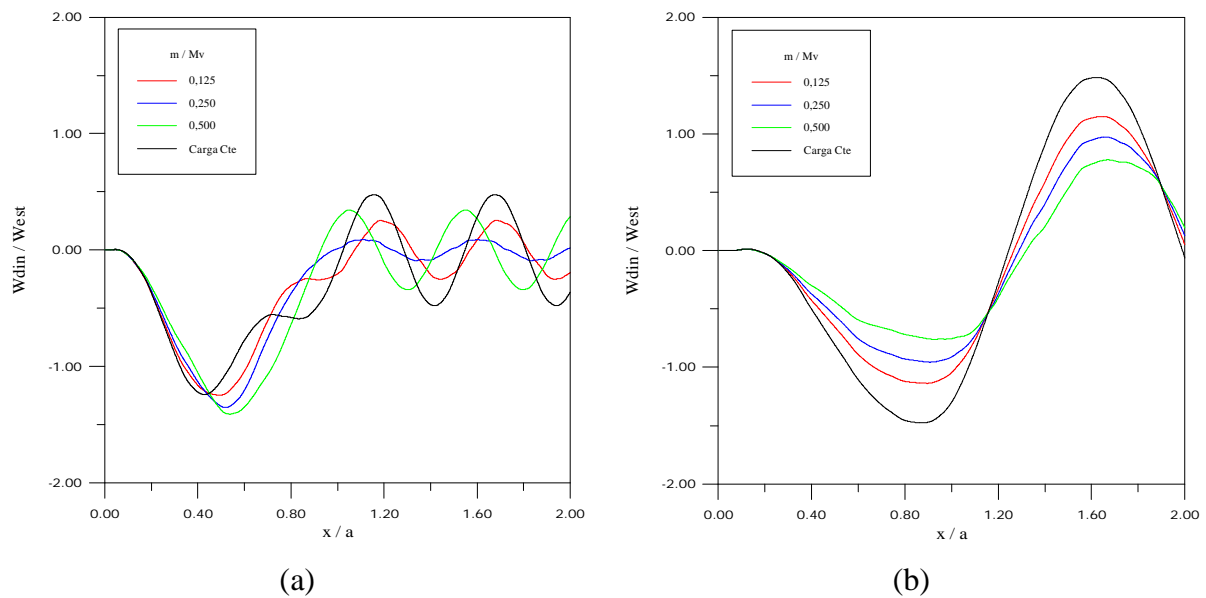 2.00
1.00
0.00
-1.00
-2.00
Wdin / West
m / Mv
0,125
0,250
0,500
Carga Cte
0.00 0.40 0.80 1.20 1.60 2.00
x / a
(a)
2.00
1.00
0.00
-1.00
-2.00
Wdin / West
m / Mv
0,125
0,250
0,500
Carga Cte
0.00 0.40 0.80 1.20 1.60 2.00
x / a
(b)